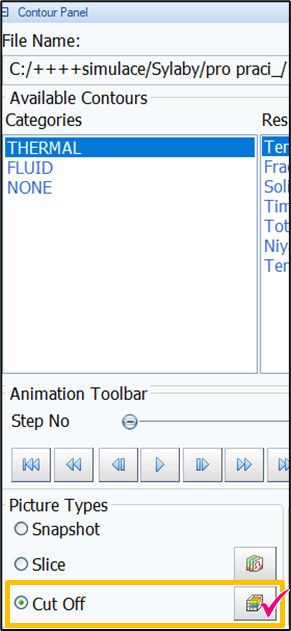 Contour Panel
File Name:
C:/++++simulace/Sylaby/pro praci_/
Available Contours
Categories
Res
THERMAL
FLUID
NONE
Ter
Frac
Soli
Tim
Tot
Niy
Ter
Animation Toolbar
Step No
Picture Types
Snapshot
Slice
Cut Off